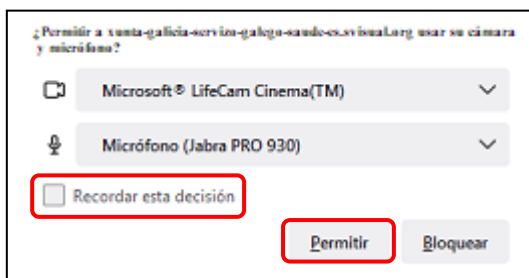 ¿Permitir a xunta-galicia-servizo-galego-saude-es.svisual.org usar su cámara
y micrófono?
Microsoft® LifeCam Cinema(TM)
Micrófono (Jabra PRO 930)
Recordar esta decisión
Permitir
Bloquear